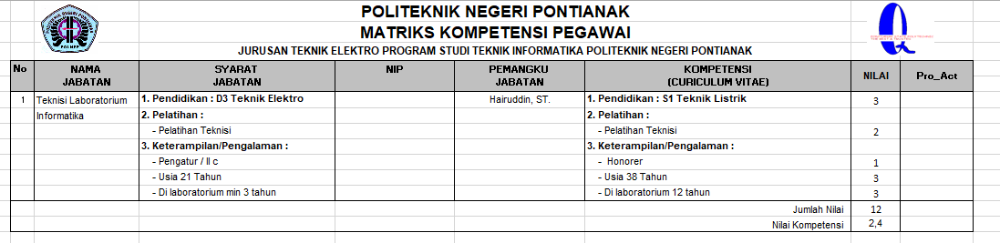 POLITEKNIK NEGERI PONTIANAK
MATRIKS KOMPETENSI PEGAWAI
JURUSAN TEKNIK ELEKTRO PROGRAM STUDI TEKNIK INFORMATIKA POLITEKNIK NEGERI PONTIANAK
POLNEP
Q
No NAMA JABATAN SYARAT JABATAN NIP PEMANGKU JABATAN KOMPETENSI (CURICULUM VITAE) NILAI Pro_Act
1 Teknisi Laboratorium 1. Pendidikan : D3 Teknik Elektro Hairuddin, ST. 1. Pendidikan : S1 Teknik Listrik 3
Informatika 2. Pelatihan : 2. Pelatihan :
- Pelatihan Teknisi - Pelatihan Teknisi 2
3. Keterampilan/Pengalaman : 3. Keterampilan/Pengalaman :
- Pengatur / II c - Honorer 1
- Usia 21 Tahun - Usia 38 Tahun 3
- Di laboratorium min 3 tahun - Di laboratorium 12 tahun 3
Jumlah Nilai 12
Nilai Kompetensi 2,4